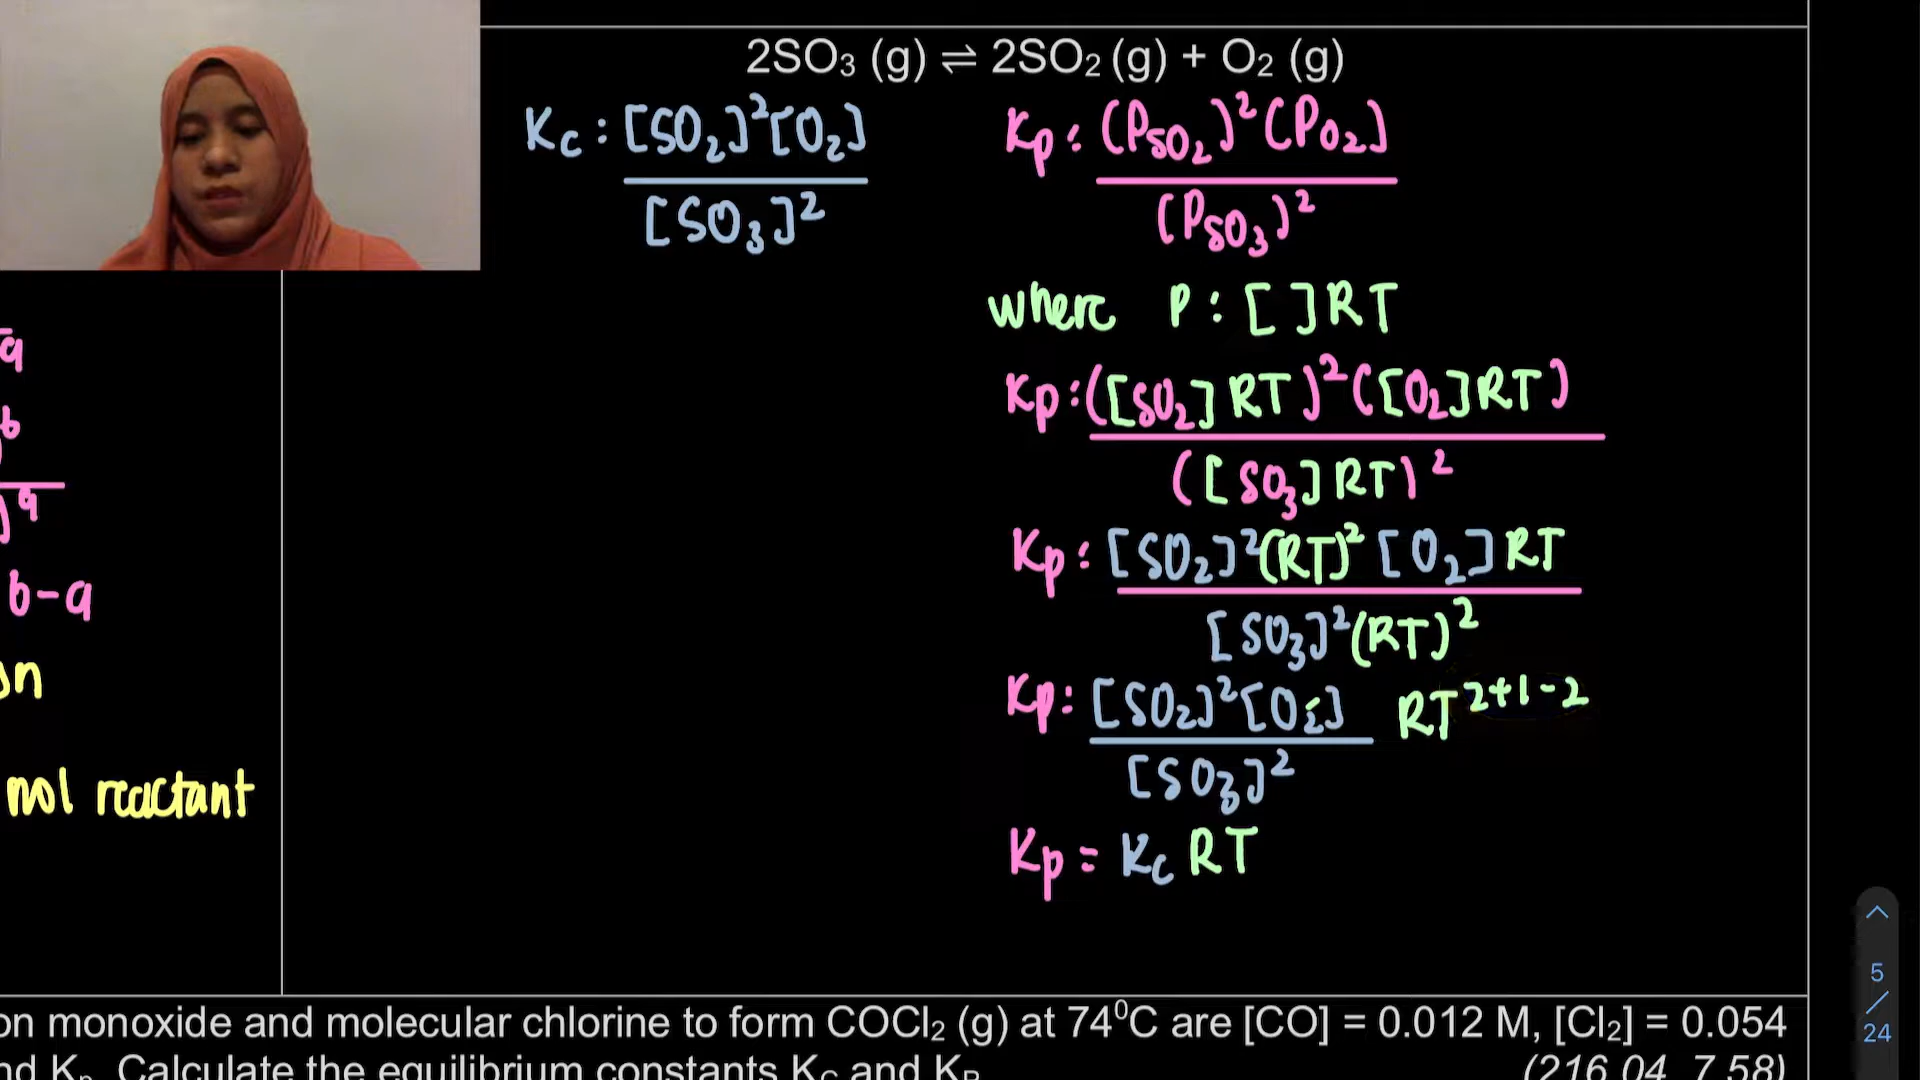 2SO₃ (g) ⇌ 2SO₂ (g) + O₂ (g)
Kc : [SO₂]²[O₂]
[SO₃]²
Kp : (PSO₂)²(PO₂)
(PSO₃)²
where P : [ ]RT
Kp : ([SO₂]RT)²([O₂]RT)
([SO₃]RT)²
Kp : [SO₂]²(RT)²[O₂]RT
[SO₃]²(RT)²
Kp : [SO₂]²[O₂] RT²⁺¹⁻²
[SO₃]²
Kp = Kc RT
a
b
)a
b-a
on
mol reactant
on monoxide and molecular chlorine to form COCl₂ (g) at 74⁰C are [CO] = 0.012 M, [Cl₂] = 0.054
nd Kp. Calculate the equilibrium constants KC and KP
(216.04, 7.58)
5
/
24